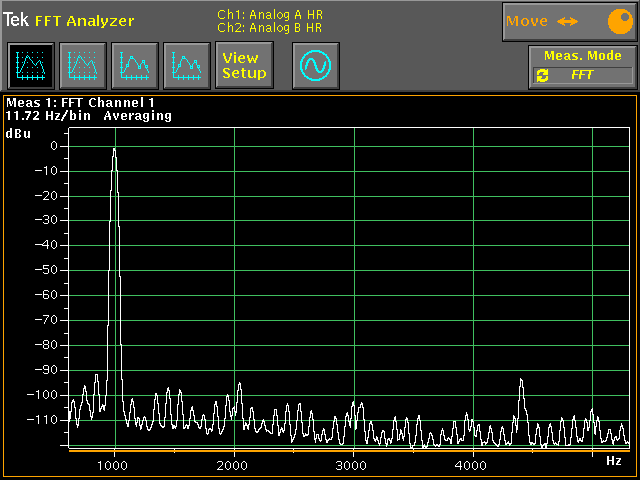 Tek FFT Analyzer
Ch1: Analog A HR
Ch2: Analog B HR
Move
View
Setup
Meas. Mode
FFT
Meas 1: FFT Channel 1
11.72 Hz/bin Averaging
dBu
0
-10
-20
-30
-40
-50
-60
-70
-80
-90
-100
-110
1000 2000 3000 4000 Hz